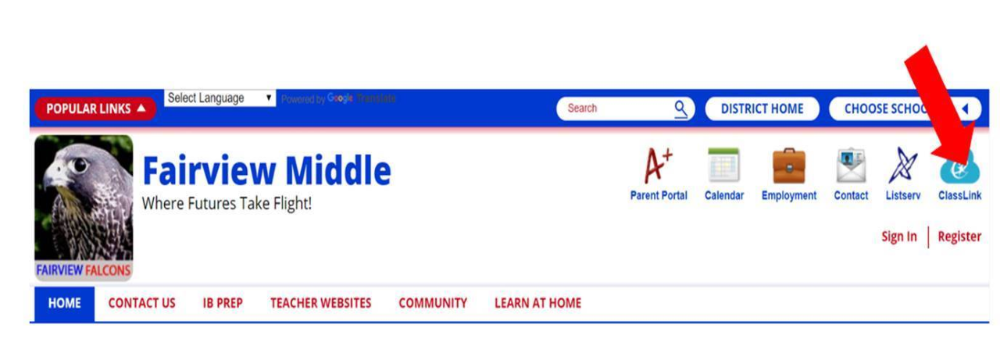 POPULAR LINKS
Select Language
Powered by Google Translate
Search
DISTRICT HOME
CHOOSE SCHOO
Fairview Middle
Where Futures Take Flight!
FAIRVIEW FALCONS
A+
Parent Portal
Calendar
Employment
Contact
Listserv
ClassLink
Sign In
Register
HOME
CONTACT US
IB PREP
TEACHER WEBSITES
COMMUNITY
LEARN AT HOME